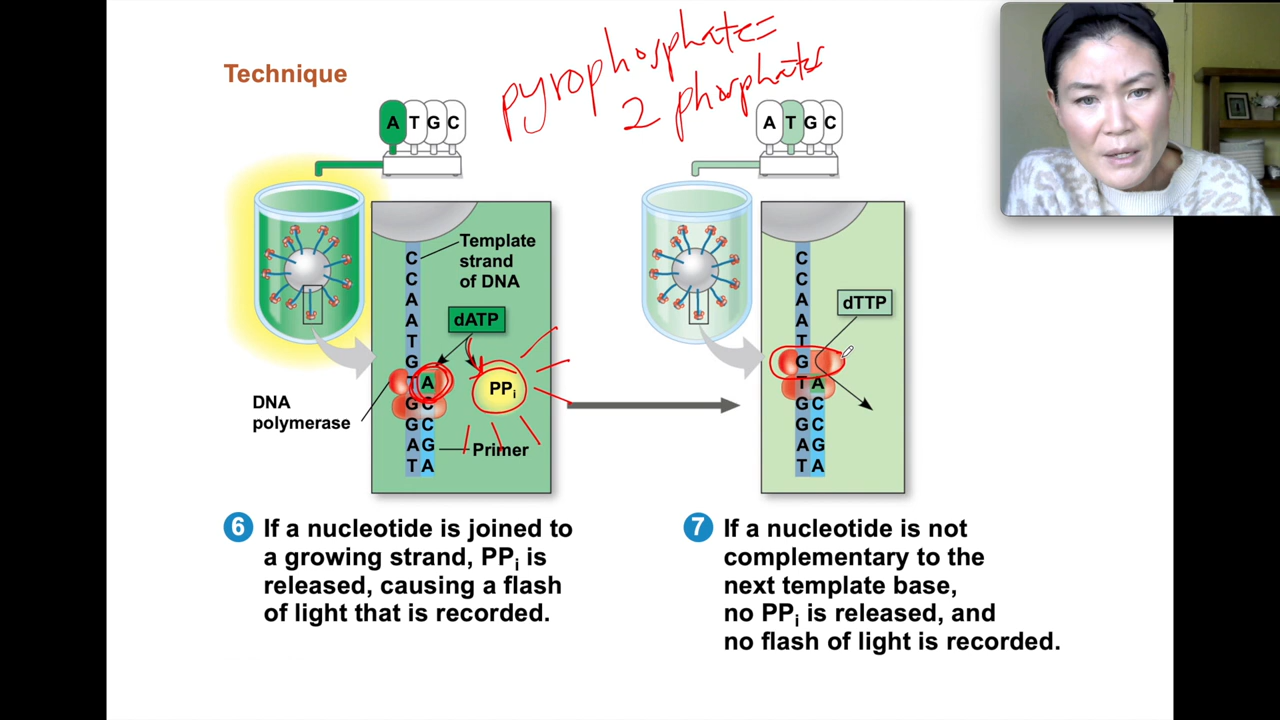 pyrophosphate =
2 phosphates
Technique
A T G C
A T G C
Template
strand
of DNA
C
C
A
A
T
G
T A
G C
G C
A G
T A
dATP
PPi
DNA
polymerase
Primer
C
C
A
A
T
G
T A
G C
G C
A G
T A
dTTP
6 If a nucleotide is joined to
a growing strand, PPi is
released, causing a flash
of light that is recorded.
7 If a nucleotide is not
complementary to the
next template base,
no PPi is released, and
no flash of light is recorded.